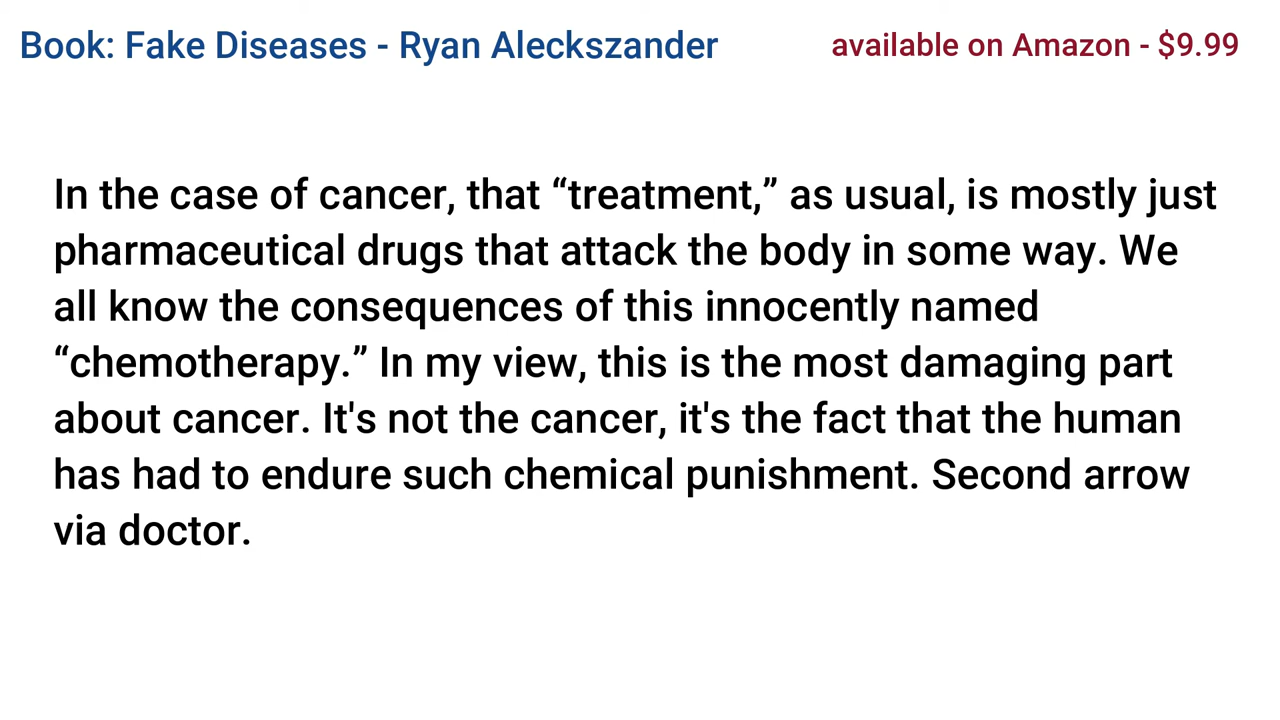 Book: Fake Diseases - Ryan Aleckszander
available on Amazon - $9.99
In the case of cancer, that “treatment,” as usual, is mostly just
pharmaceutical drugs that attack the body in some way. We
all know the consequences of this innocently named
“chemotherapy.” In my view, this is the most damaging part
about cancer. It's not the cancer, it's the fact that the human
has had to endure such chemical punishment. Second arrow
via doctor.